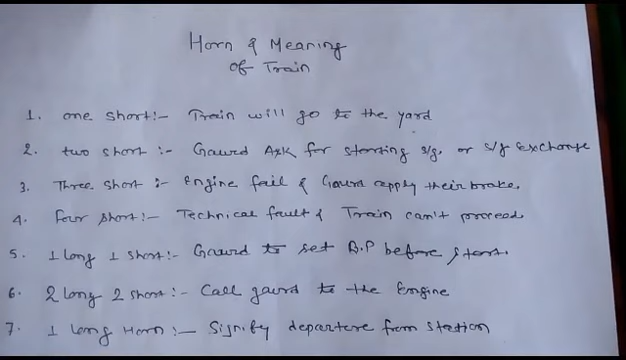 Horn & Meaning
of Train
1. one short:- Train will go to the yard
2. two short :- Gaurd Ask for starting s/g. or s/g Exchange
3. Three short :- Engine fail & Gaurd apply their brake.
4. Four short:- Technical fault & Train can't proceed
5. 1 long 1 short:- Gaurd to set B.P before start.
6. 2 long 2 short:- Call gaurd to the Engine
7. 1 long Horn:- Signify departere from station